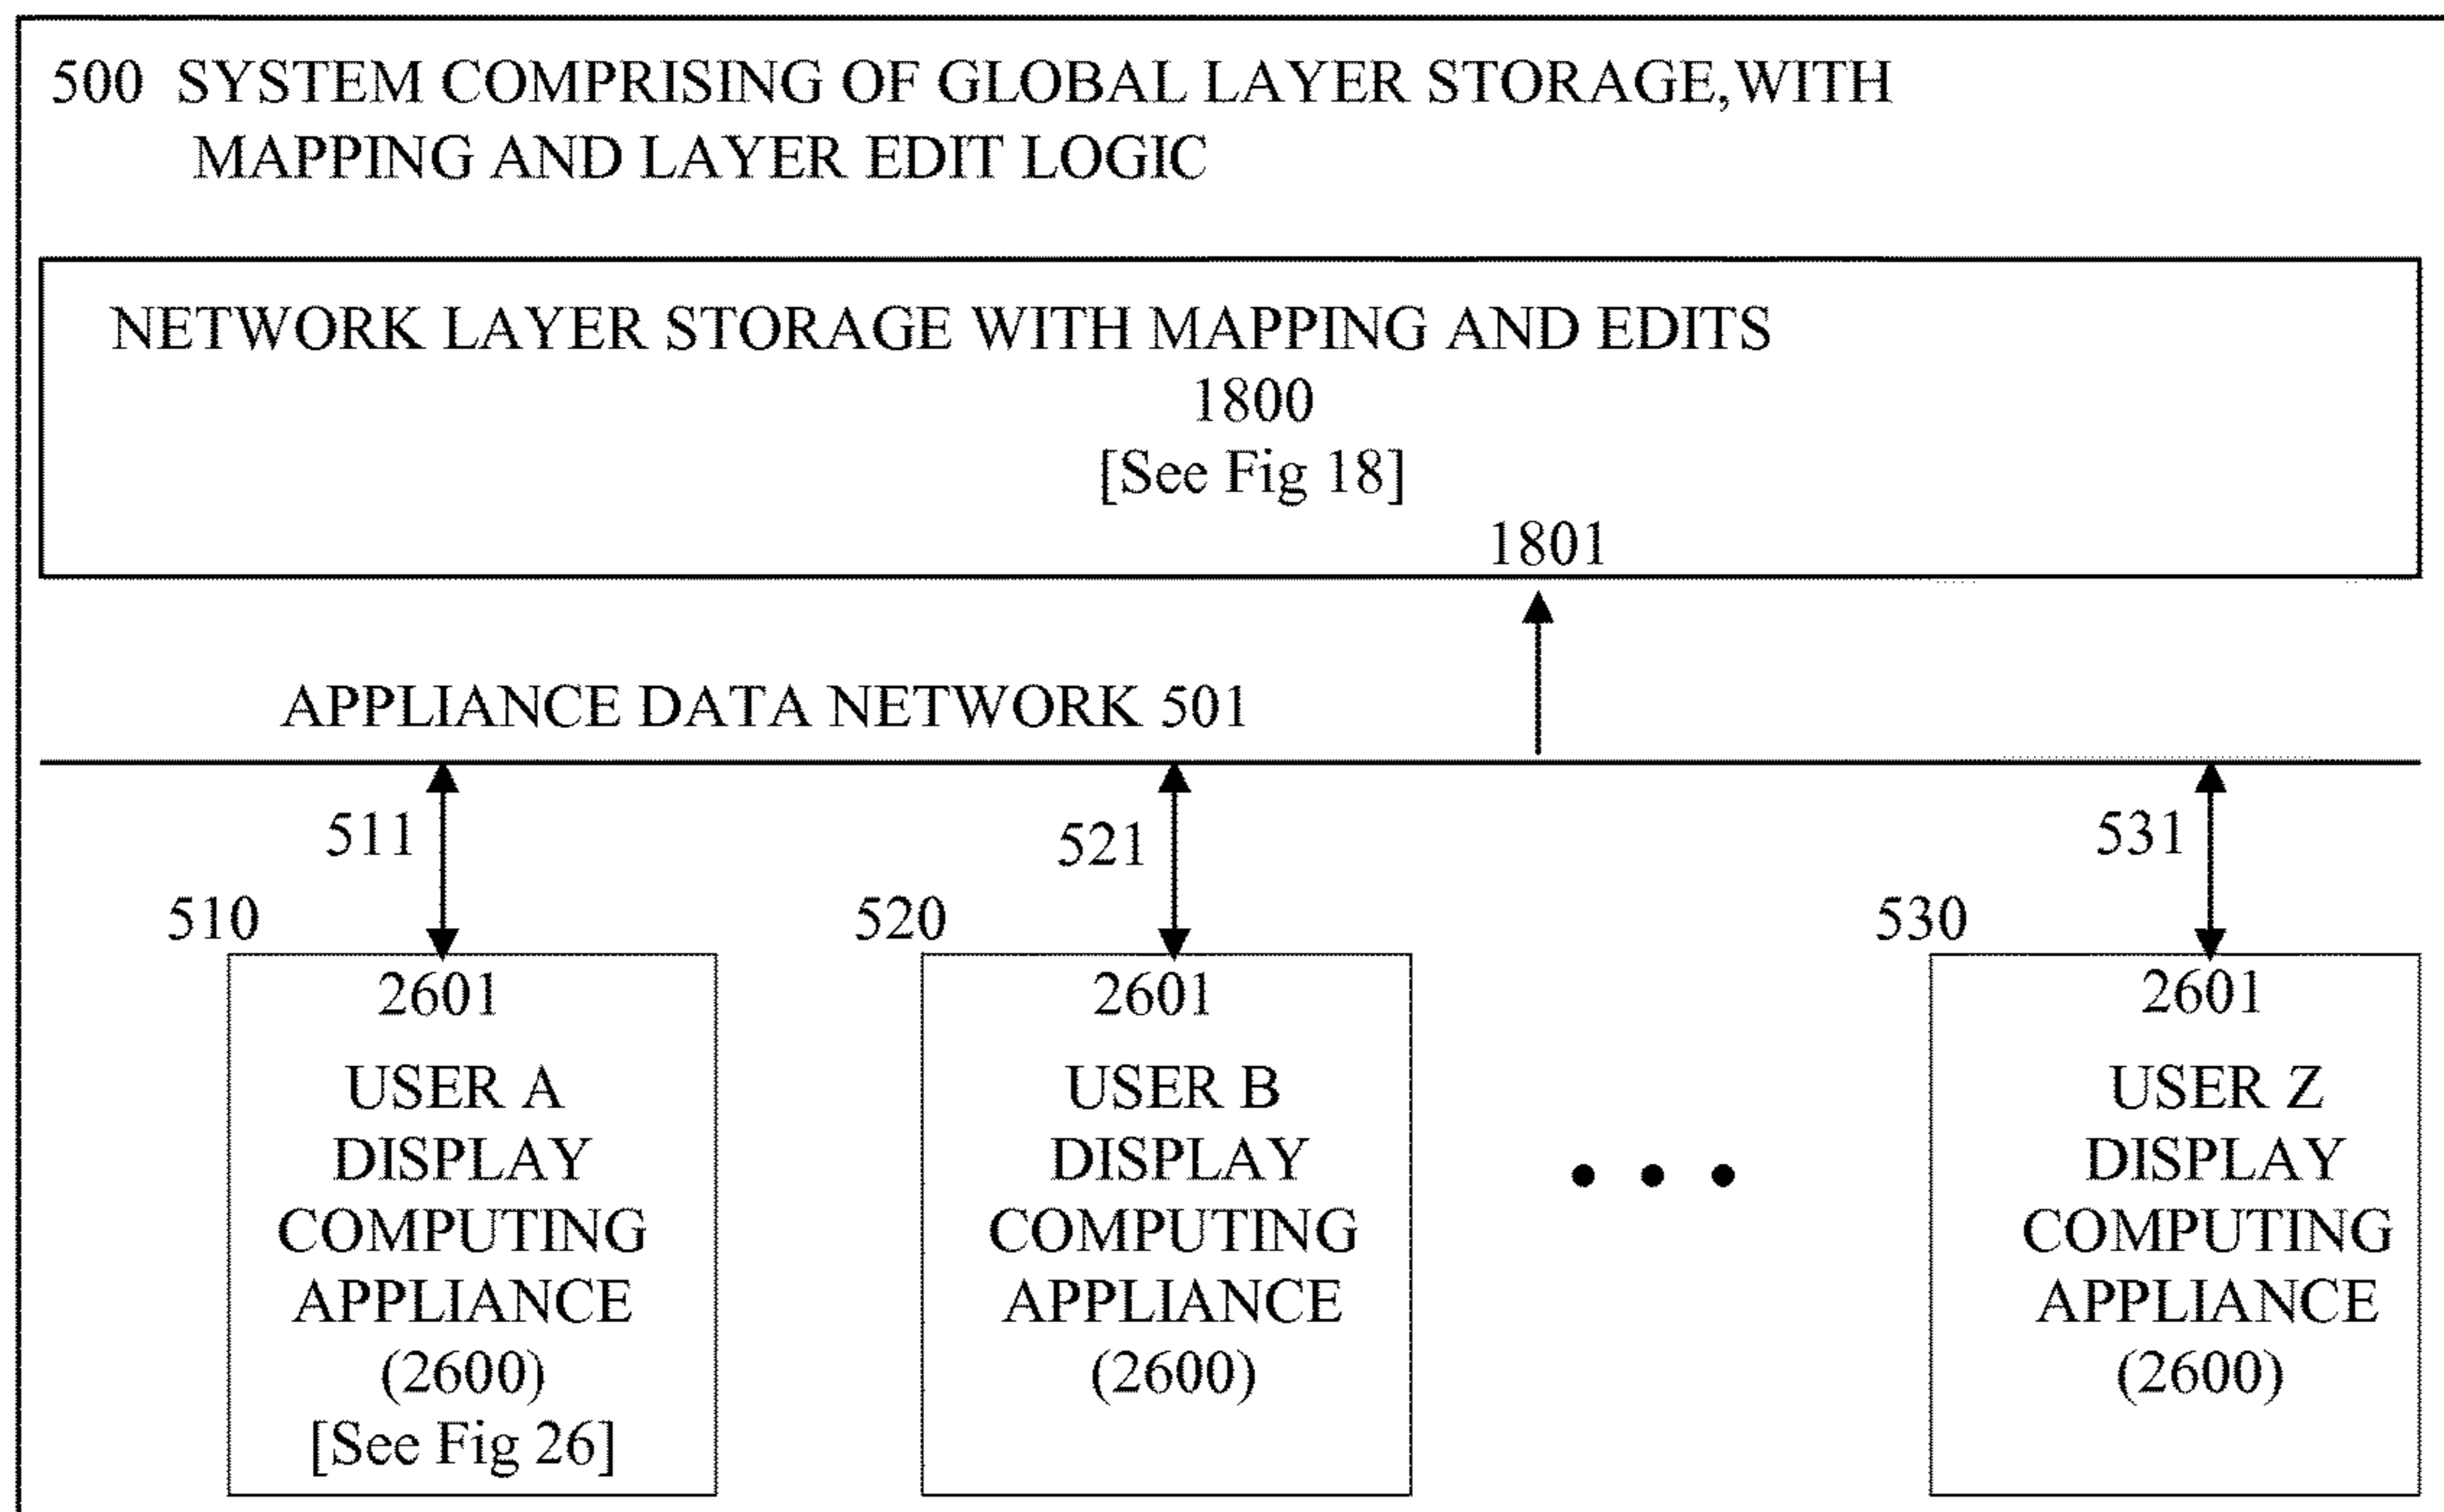 500 SYSTEM COMPRISING OF GLOBAL LAYER STORAGE,WITH
MAPPING AND LAYER EDIT LOGIC
NETWORK LAYER STORAGE WITH MAPPING AND EDITS
1800
[See Fig 18]
1801
APPLIANCE DATA NETWORK 501
511
521
531
510
520
530
2601
USER A
DISPLAY
COMPUTING
APPLIANCE
(2600)
[See Fig 26]
2601
USER B
DISPLAY
COMPUTING
APPLIANCE
(2600)
• • •
2601
USER Z
DISPLAY
COMPUTING
APPLIANCE
(2600)